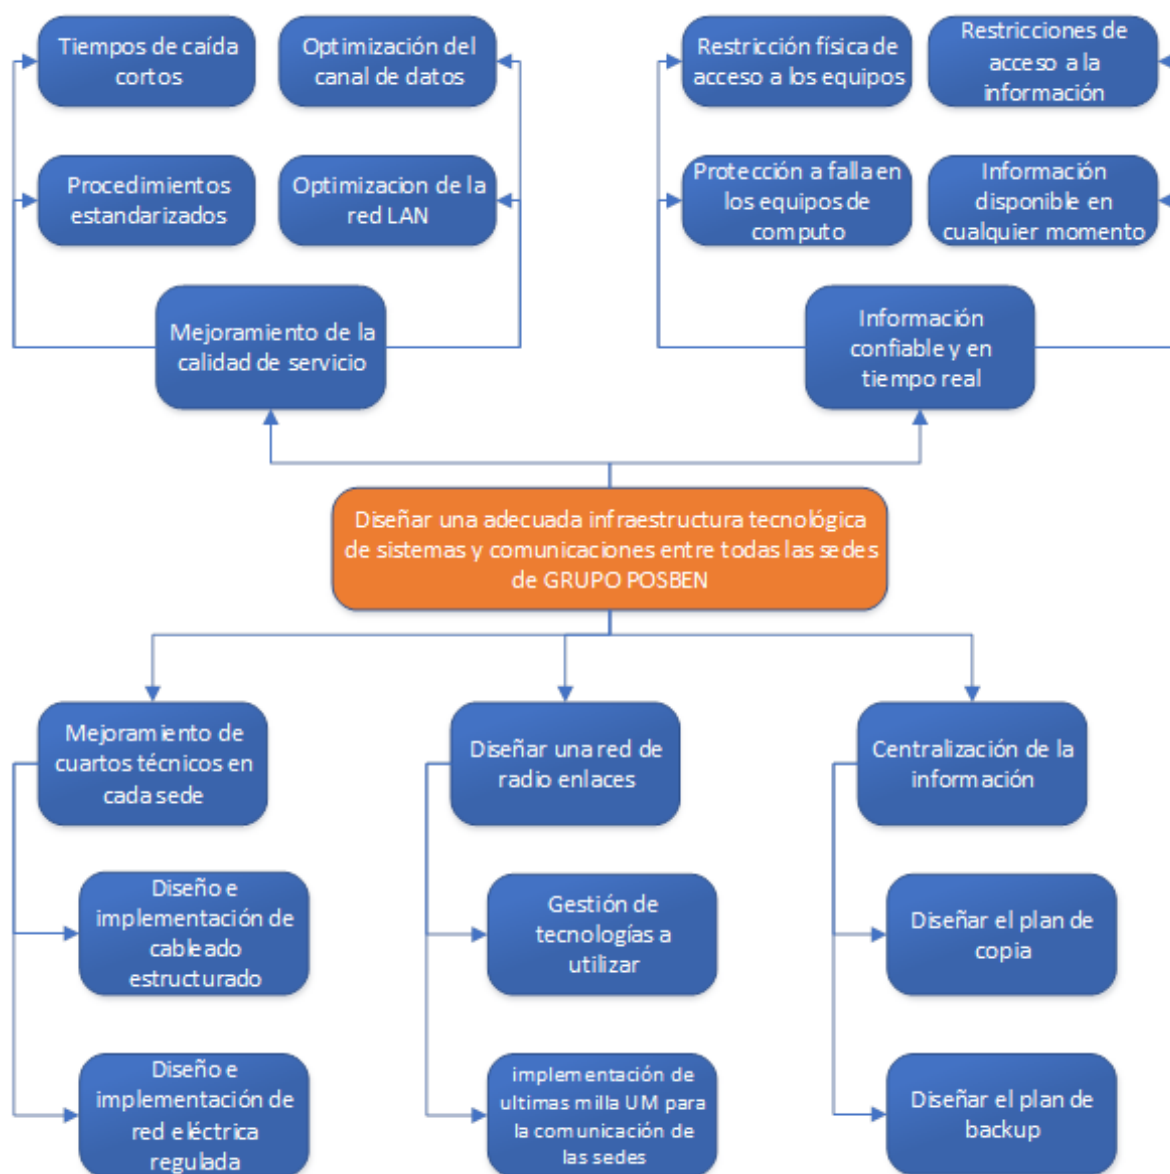 Tiempos de caída
cortos
Optimización del
canal de datos
Restricción física de
acceso a los equipos
Restricciones de
acceso a la
información
Procedimientos
estandarizados
Optimizacion de la
red LAN
Protección a falla en
los equipos de
computo
Información
disponible en
cualquier momento
Mejoramiento de la
calidad de servicio
Información
confiable y en
tiempo real
Diseñar una adecuada infraestructura tecnológica
de sistemas y comunicaciones entre todas las sedes
de GRUPO POSBEN
Mejoramiento de
cuartos técnicos en
cada sede
Diseñar una red de
radio enlaces
Centralización de la
información
Diseño e
implementación de
cableado
estructurado
Gestión de
tecnologías a
utilizar
Diseñar el plan de
copia
Diseño e
implementación de
red eléctrica
regulada
implementación de
ultimas milla UM para
la comunicación de
las sedes
Diseñar el plan de
backup